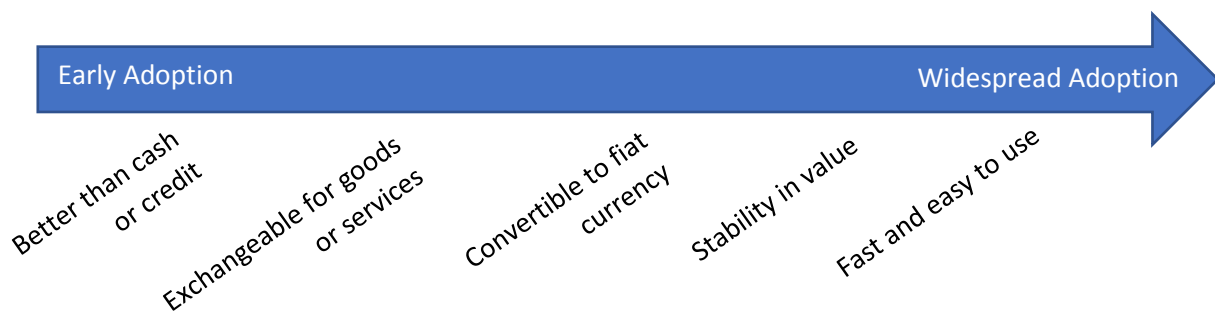 Early Adoption
Widespread Adoption
Better than cash
or credit
Exchangeable for goods
or services
Convertible to fiat
currency
Stability in value
Fast and easy to use